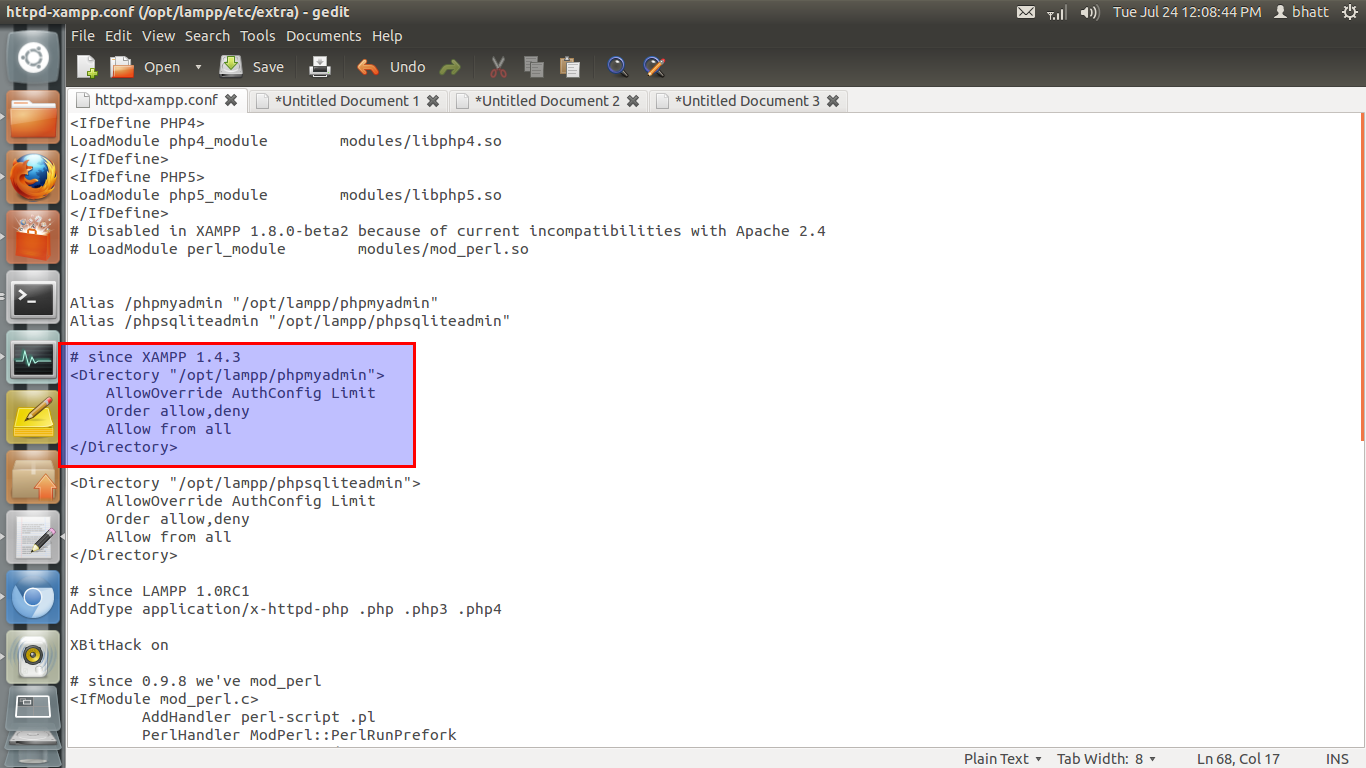 httpd-xampp.conf (/opt/lampp/etc/extra) - gedit
Tue Jul 24 12:08:44 PM
bhatt
File Edit View Search Tools Documents Help
Open Save Undo
httpd-xampp.conf
*Untitled Document 1
*Untitled Document 2
*Untitled Document 3
<IfDefine PHP4>
LoadModule php4_module        modules/libphp4.so
</IfDefine>
<IfDefine PHP5>
LoadModule php5_module        modules/libphp5.so
</IfDefine>
# Disabled in XAMPP 1.8.0-beta2 because of current incompatibilities with Apache 2.4
# LoadModule perl_module        modules/mod_perl.so
Alias /phpmyadmin "/opt/lampp/phpmyadmin"
Alias /phpsqliteadmin "/opt/lampp/phpsqliteadmin"
# since XAMPP 1.4.3
<Directory "/opt/lampp/phpmyadmin">
    AllowOverride AuthConfig Limit
    Order allow,deny
    Allow from all
</Directory>
<Directory "/opt/lampp/phpsqliteadmin">
    AllowOverride AuthConfig Limit
    Order allow,deny
    Allow from all
</Directory>
# since LAMPP 1.0RC1
AddType application/x-httpd-php .php .php3 .php4
XBitHack on
# since 0.9.8 we've mod_perl
<IfModule mod_perl.c>
        AddHandler perl-script .pl
        PerlHandler ModPerl::PerlRunPrefork
Plain Text Tab Width: 8 Ln 68, Col 17 INS